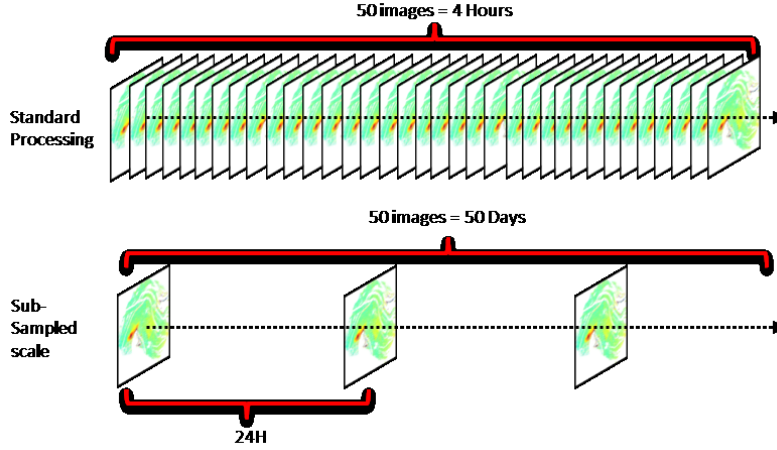 50 images = 4 Hours
Standard
Processing
50 images = 50 Days
Sub-
Sampled
scale
24H